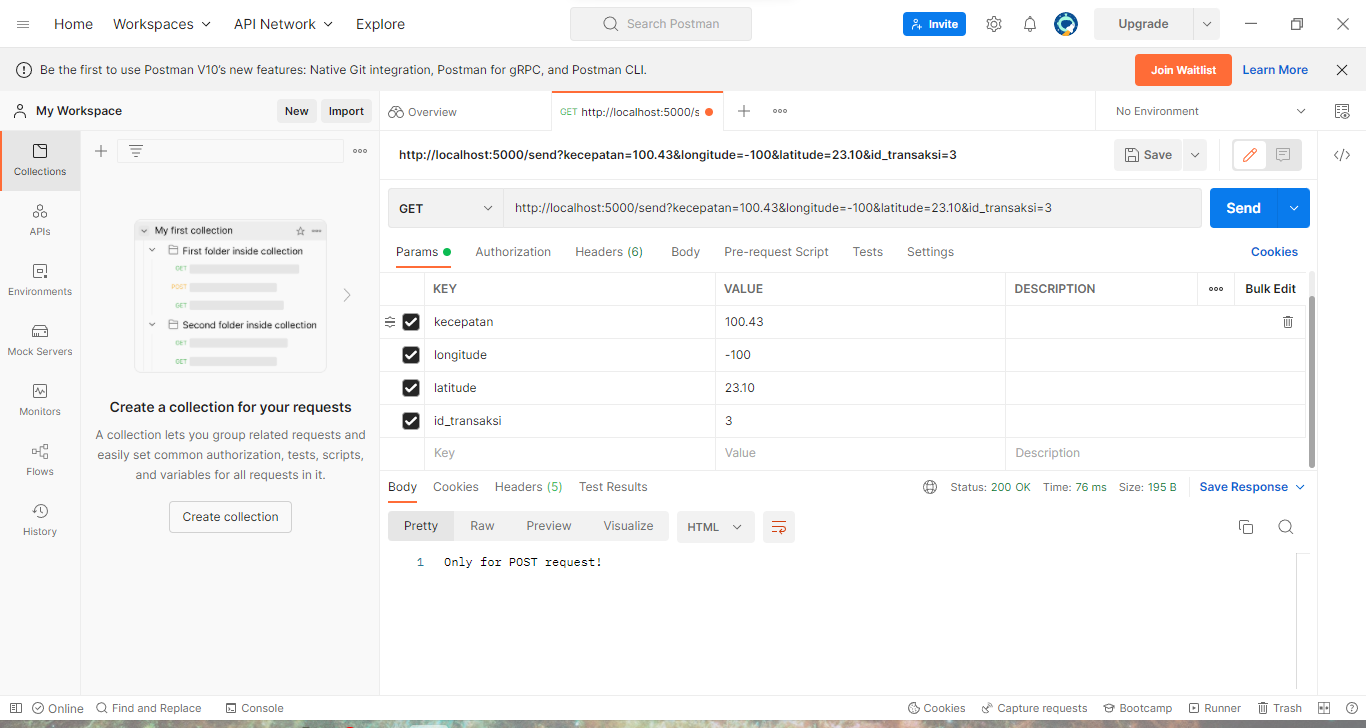 Home Workspaces API Network Explore Search Postman Invite Upgrade
Be the first to use Postman V10's new features: Native Git integration, Postman for gRPC, and Postman CLI. Join Waitlist Learn More
My Workspace New Import Overview GET http://localhost:5000/s No Environment
http://localhost:5000/send?kecepatan=100.43&longitude=-100&latitude=23.10&id_transaksi=3 Save
Collections
APIs
Environments
Mock Servers
Monitors
Flows
History
My first collection
First folder inside collection
GET
POST
GET
Second folder inside collection
GET
GET
Create a collection for your requests
A collection lets you group related requests and
easily set common authorization, tests, scripts,
and variables for all requests in it.
Create collection
GET http://localhost:5000/send?kecepatan=100.43&longitude=-100&latitude=23.10&id_transaksi=3 Send
Params Authorization Headers (6) Body Pre-request Script Tests Settings Cookies
KEY VALUE DESCRIPTION Bulk Edit
kecepatan 100.43
longitude -100
latitude 23.10
id_transaksi 3
Key Value Description
Body Cookies Headers (5) Test Results Status: 200 OK Time: 76 ms Size: 195 B Save Response
Pretty Raw Preview Visualize HTML
1 Only for POST request!
Online Find and Replace Console Cookies Capture requests Bootcamp Runner Trash